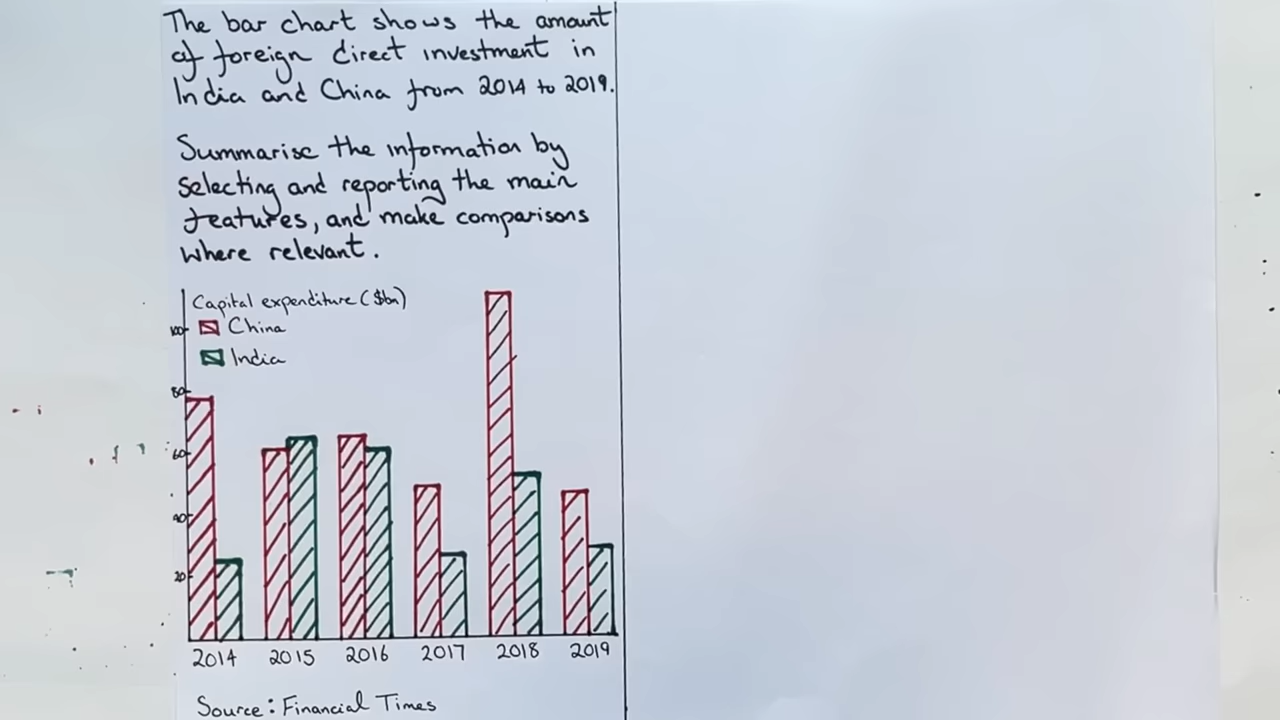 The bar chart shows the amount
of foreign direct investment in
India and China from 2014 to 2019.
Summarise the information by
selecting and reporting the main
features, and make comparisons
where relevant.
Capital expenditure ($bn)
China
India
100
80
60
40
20
2014 2015 2016 2017 2018 2019
Source: Financial Times